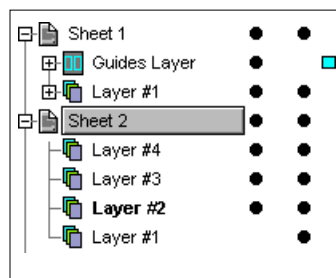 Sheet 1
Guides Layer
Layer #1
Sheet 2
Layer #4
Layer #3
Layer #2
Layer #1